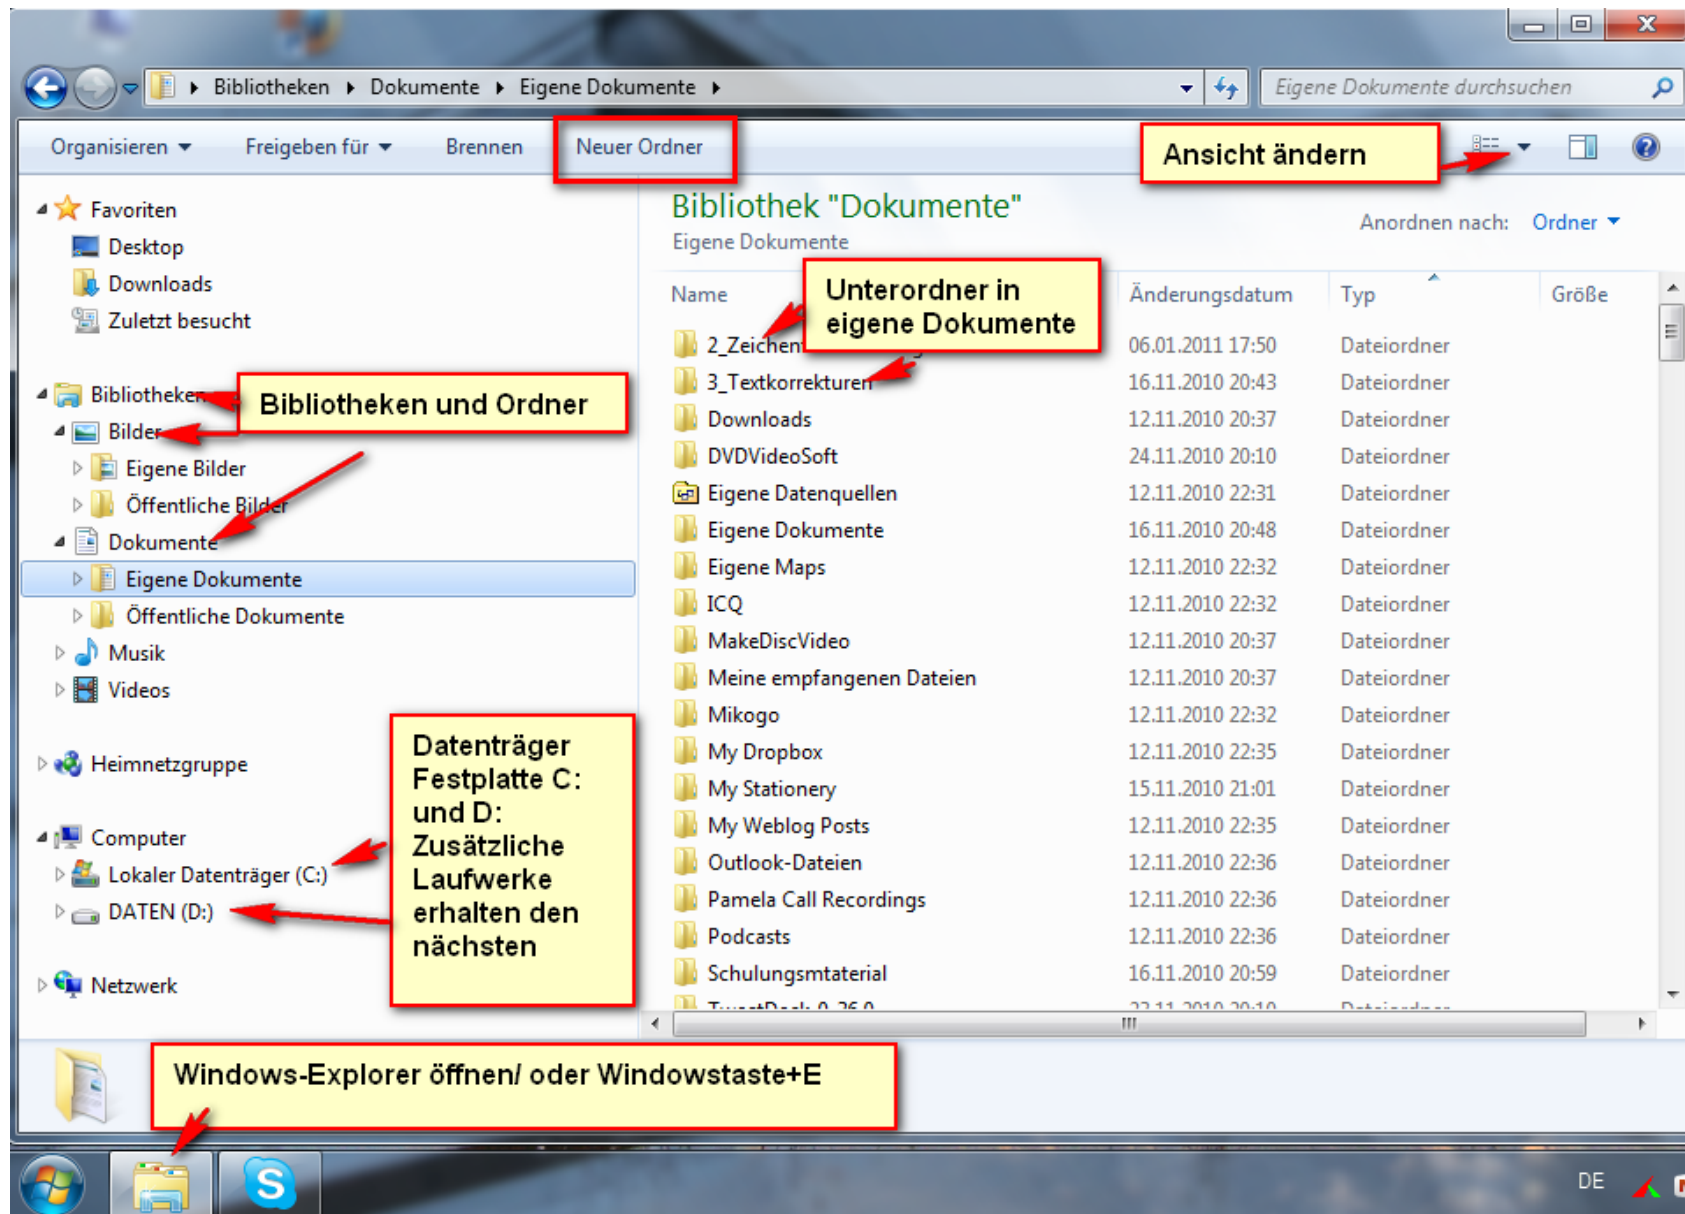 Bibliotheken Dokumente Eigene Dokumente
Eigene Dokumente durchsuchen
Organisieren Freigeben für Brennen Neuer Ordner
Ansicht ändern
Favoriten
Desktop
Downloads
Zuletzt besucht
Bibliotheken
Bilder
Eigene Bilder
Öffentliche Bilder
Dokumente
Eigene Dokumente
Öffentliche Dokumente
Musik
Videos
Heimnetzgruppe
Computer
Lokaler Datenträger (C:)
DATEN (D:)
Netzwerk
Bibliotheken und Ordner
Datenträger
Festplatte C:
und D:
Zusätzliche
Laufwerke
erhalten den
nächsten
Bibliothek "Dokumente"
Eigene Dokumente
Anordnen nach: Ordner
Unterordner in
eigene Dokumente
Name Änderungsdatum Typ Größe
06.01.2011 17:50 Dateiordner
3_Textkorrekturen 16.11.2010 20:43 Dateiordner
Downloads 12.11.2010 20:37 Dateiordner
DVDVideoSoft 24.11.2010 20:10 Dateiordner
Eigene Datenquellen 12.11.2010 22:31 Dateiordner
Eigene Dokumente 16.11.2010 20:48 Dateiordner
Eigene Maps 12.11.2010 22:32 Dateiordner
ICQ 12.11.2010 22:32 Dateiordner
MakeDiscVideo 12.11.2010 20:37 Dateiordner
Meine empfangenen Dateien 12.11.2010 20:37 Dateiordner
Mikogo 12.11.2010 22:32 Dateiordner
My Dropbox 12.11.2010 22:35 Dateiordner
My Stationery 15.11.2010 21:01 Dateiordner
My Weblog Posts 12.11.2010 22:35 Dateiordner
Outlook-Dateien 12.11.2010 22:36 Dateiordner
Pamela Call Recordings 12.11.2010 22:36 Dateiordner
Podcasts 12.11.2010 22:36 Dateiordner
Schulungsmtaterial 16.11.2010 20:59 Dateiordner
Windows-Explorer öffnen/ oder Windowstaste+E
DE